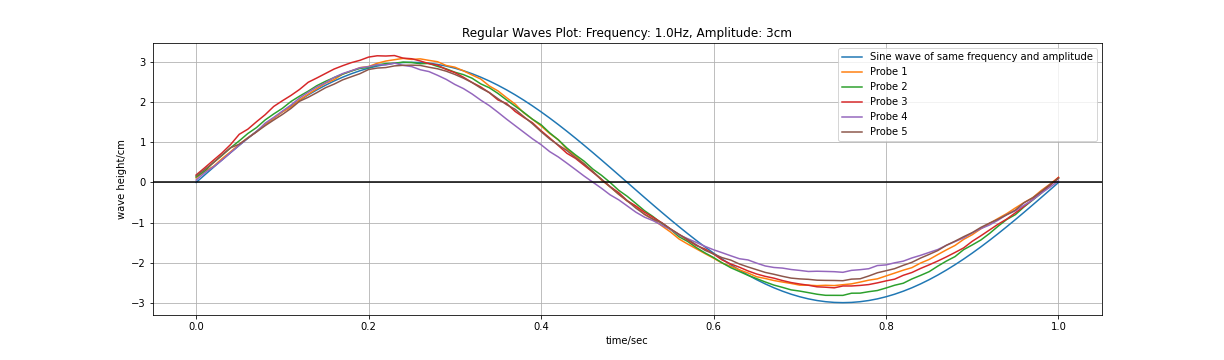 Regular Waves Plot: Frequency: 1.0Hz, Amplitude: 3cm
Sine wave of same frequency and amplitude
Probe 1
Probe 2
Probe 3
Probe 4
Probe 5
wave height/cm
3
2
1
0
−1
−2
−3
0.0 0.2 0.4 0.6 0.8 1.0
time/sec